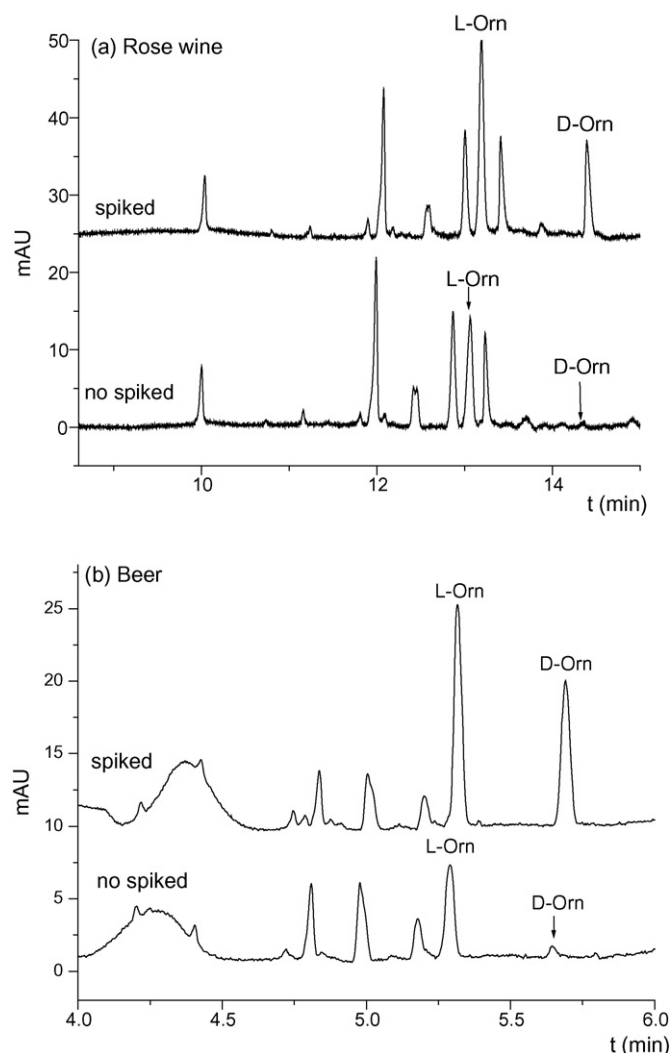 (a) Rose wine
L-Orn
D-Orn
spiked
L-Orn
D-Orn
no spiked
50
40
30
20
10
0
mAU
10
12
14
t (min)
(b) Beer
L-Orn
D-Orn
spiked
L-Orn
D-Orn
no spiked
25
20
15
10
5
0
mAU
4.0
4.5
5.0
5.5
6.0
t (min)